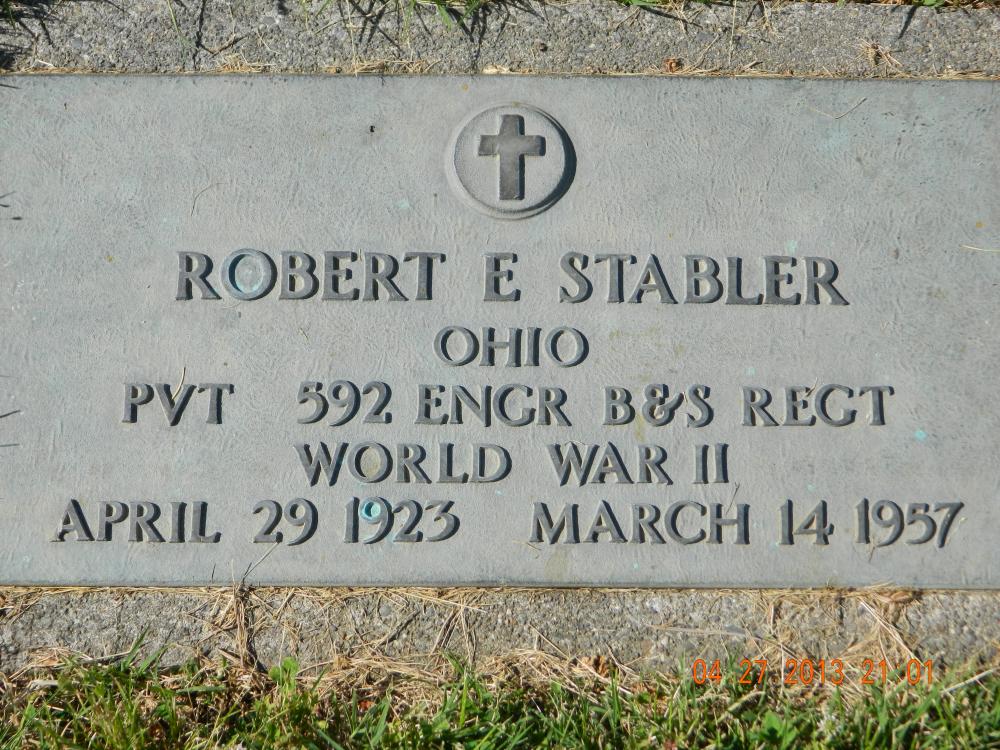 ROBERT E STABLER
OHIO
PVT 592 ENGR B&S REGT
WORLD WAR II
APRIL 29 1923 MARCH 14 1957
04 27 2013 21:01